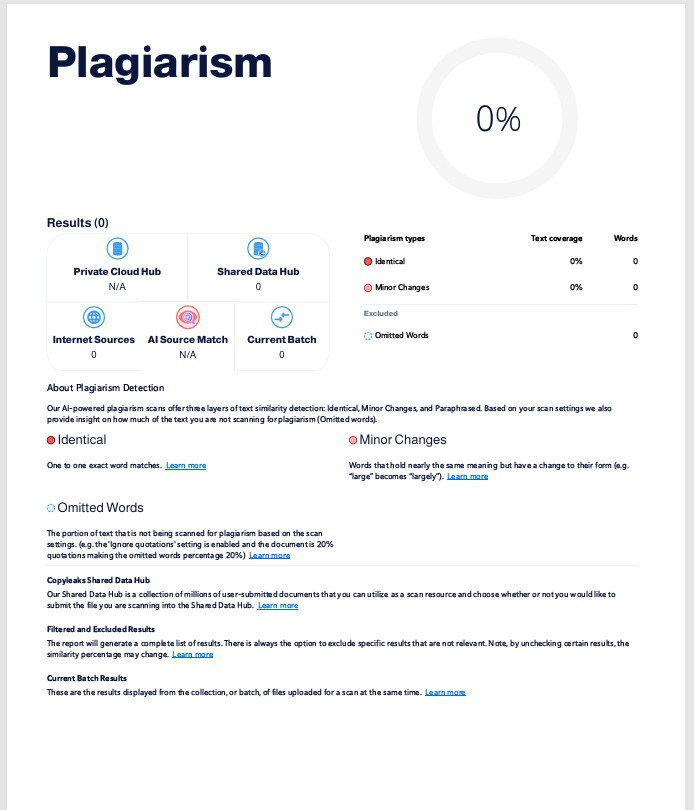 Plagiarism
0%
Results (0)
Private Cloud Hub
N/A
Shared Data Hub
0
Internet Sources
0
AI Source Match
N/A
Current Batch
0
Plagiarism types Text coverage Words
Identical 0% 0
Minor Changes 0% 0
Excluded
Omitted Words 0
About Plagiarism Detection
Our AI-powered plagiarism scans offer three layers of text similarity detection: Identical, Minor Changes, and Paraphrased. Based on your scan settings we also
provide insight on how much of the text you are not scanning for plagiarism (Omitted words).
Identical
One to one exact word matches. Learn more
Minor Changes
Words that hold nearly the same meaning but have a change to their form (e.g.
"large" becomes "largely"). Learn more
Omitted Words
The portion of text that is not being scanned for plagiarism based on the scan
settings. (e.g. the 'Ignore quotations' setting is enabled and the document is 20%
quotations making the omitted words percentage 20%) Learn more
Copyleaks Shared Data Hub
Our Shared Data Hub is a collection of millions of user-submitted documents that you can utilize as a scan resource and choose whether or not you would like to
submit the file you are scanning into the Shared Data Hub. Learn more
Filtered and Excluded Results
The report will generate a complete list of results. There is always the option to exclude specific results that are not relevant. Note, by unchecking certain results, the
similarity percentage may change. Learn more
Current Batch Results
These are the results displayed from the collection, or batch, of files uploaded for a scan at the same time. Learn more